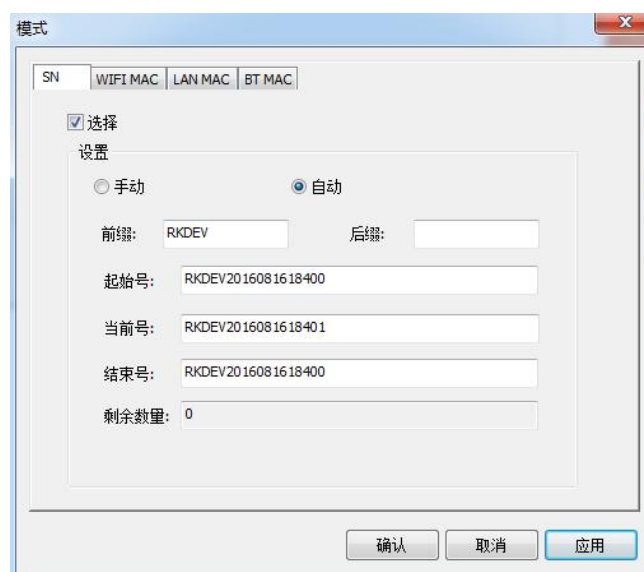 模式
SN WIFI MAC LAN MAC BT MAC
选择
设置
手动 自动
前缀: RKDEV 后缀:
起始号: RKDEV2016081618400
当前号: RKDEV2016081618401
结束号: RKDEV2016081618400
剩余数量: 0
确认 取消 应用